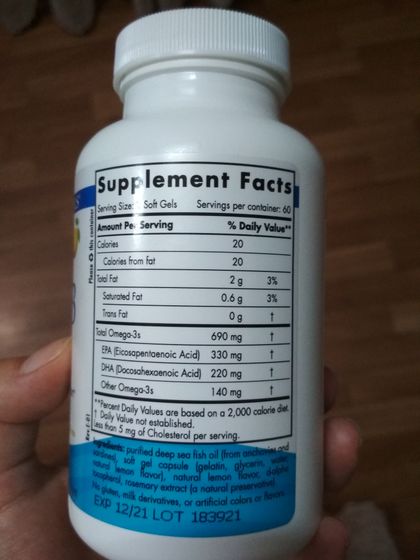 Supplement Facts
Serving Size: Soft Gels Servings per container: 60
Amount Per Serving % Daily Value**
Calories 20
Calories from fat 20
Total Fat 2 g 3%
Saturated Fat 0.6 g 3%
Trans Fat 0 g †
Total Omega-3s 690 mg †
EPA (Eicosapentaenoic Acid) 330 mg †
DHA (Docosahexaenoic Acid) 220 mg †
Other Omega-3s 140 mg †
**Percent Daily Values are based on a 2,000 calorie diet.
† Daily Value not established.
Less than 5 mg of Cholesterol per serving.
Ingredients: purified deep sea fish oil (from anchovies and
sardines), soft gel capsule (gelatin, glycerin, water,
natural lemon flavor), natural lemon flavor, d-alpha
tocopherol, rosemary extract (a natural preservative).
No gluten, milk derivatives, or artificial colors or flavors.
EXP 12/21 LOT 183921
Please ♻ this container